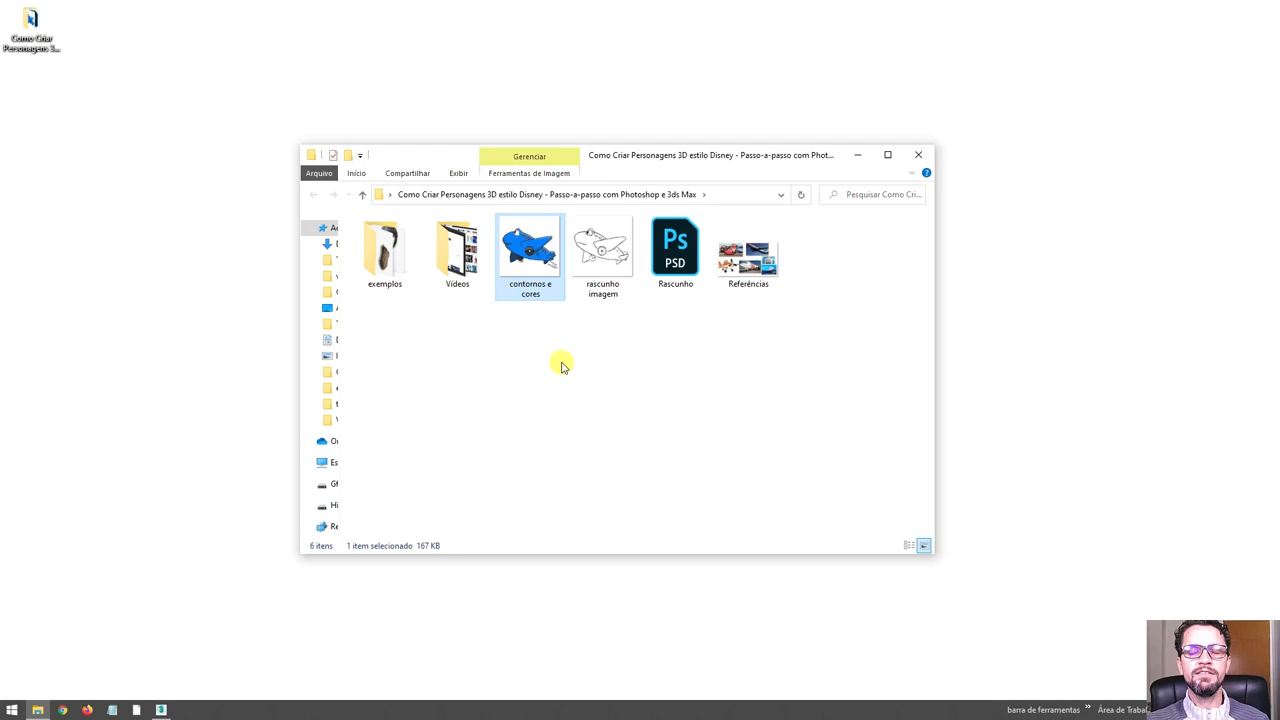 Como Criar
Personagens 3...
Gerenciar
Como Criar Personagens 3D estilo Disney - Passo-a-passo com Phot...
Arquivo
Início
Compartilhar
Exibir
Ferramentas de Imagem
Como Criar Personagens 3D estilo Disney - Passo-a-passo com Photoshop e 3ds Max
Pesquisar Como Cri...
Ps
PSD
exemplos
Vídeos
contornos e
cores
rascunho
imagem
Rascunho
Referências
6 itens
1 item selecionado 167 KB
barra de ferramentas
Área de Trabal